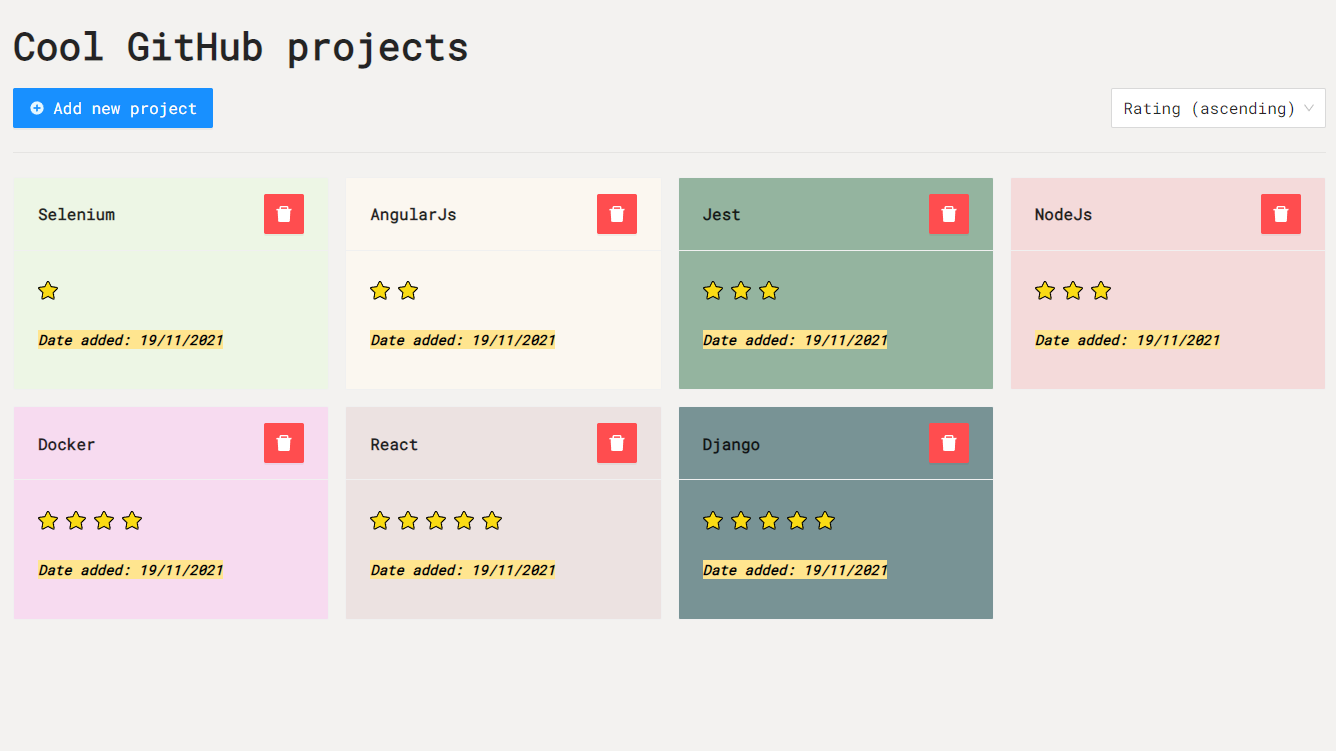 Cool GitHub projects
Add new project
Rating (ascending)
Selenium
Date added: 19/11/2021
AngularJs
Date added: 19/11/2021
Jest
Date added: 19/11/2021
NodeJs
Date added: 19/11/2021
Docker
Date added: 19/11/2021
React
Date added: 19/11/2021
Django
Date added: 19/11/2021